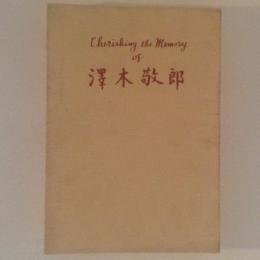 Cherishing the Memory
of
澤木敬郎